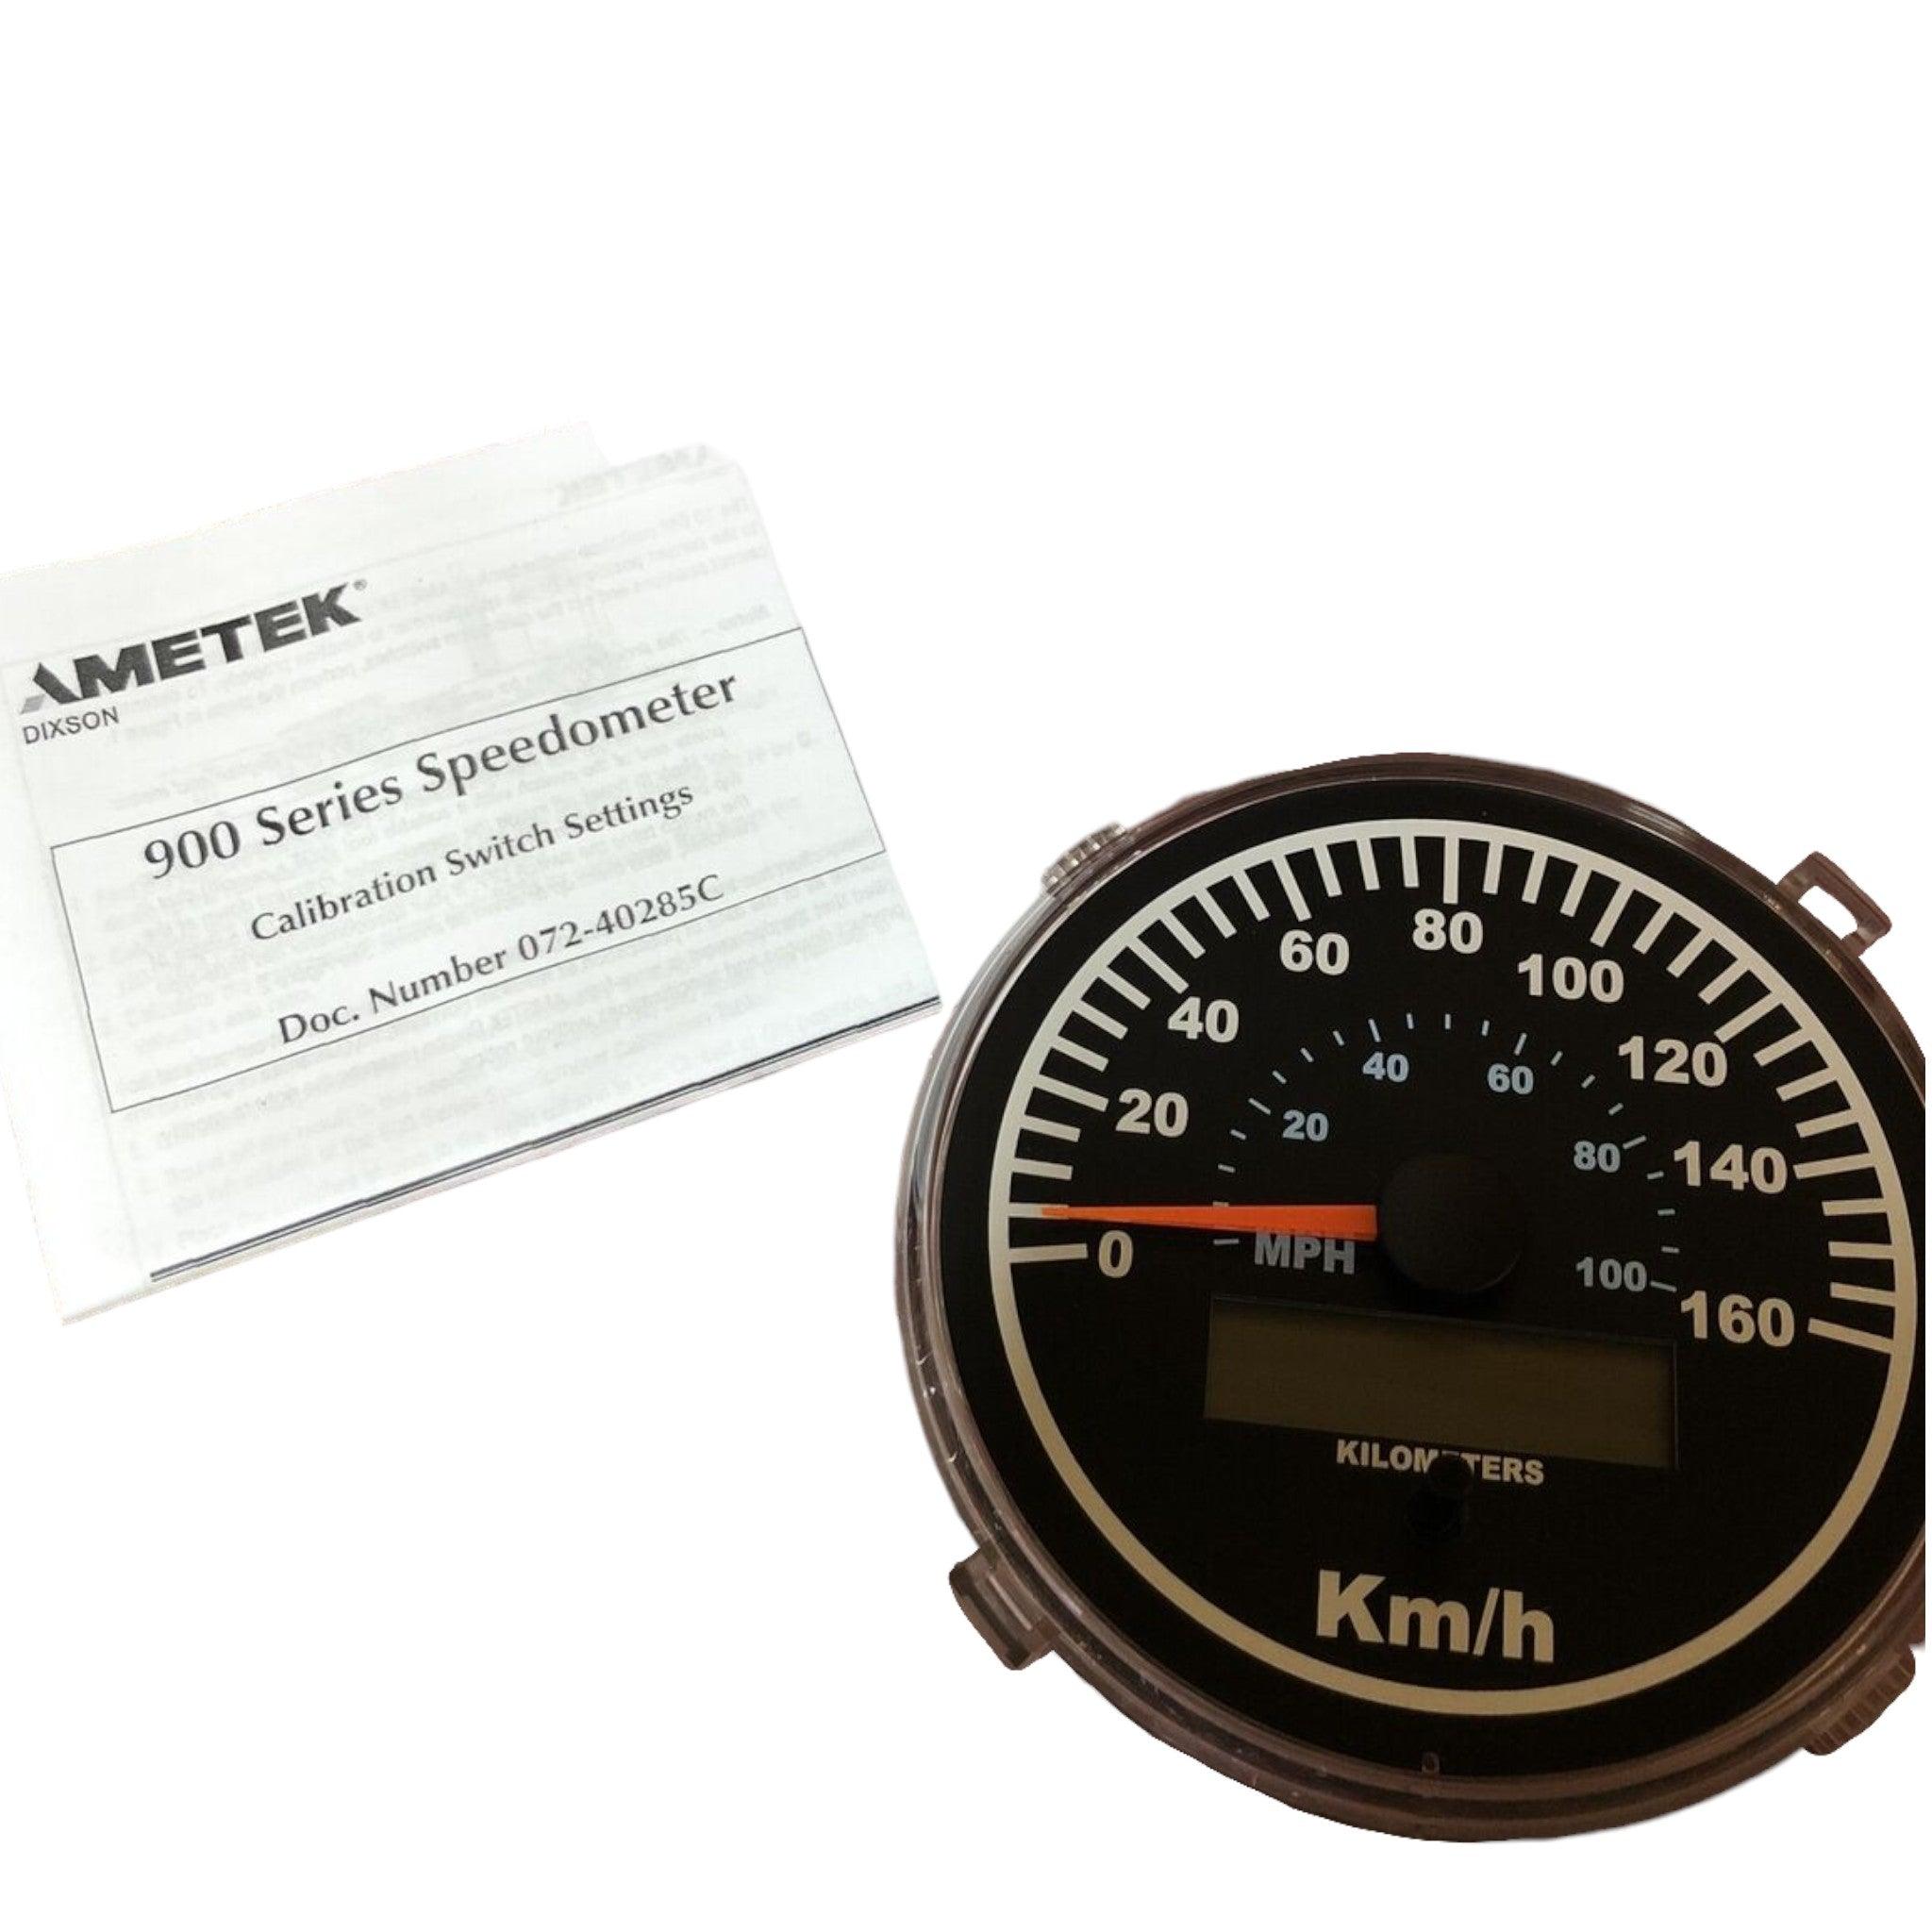 AMETEK®
DIXSON
900 Series Speedometer
Calibration Switch Settings
Doc. Number 072-40285C
0
20
40
60
80
100
120
140
160
20
40
60
80
100
MPH
KILOMETERS
Km/h